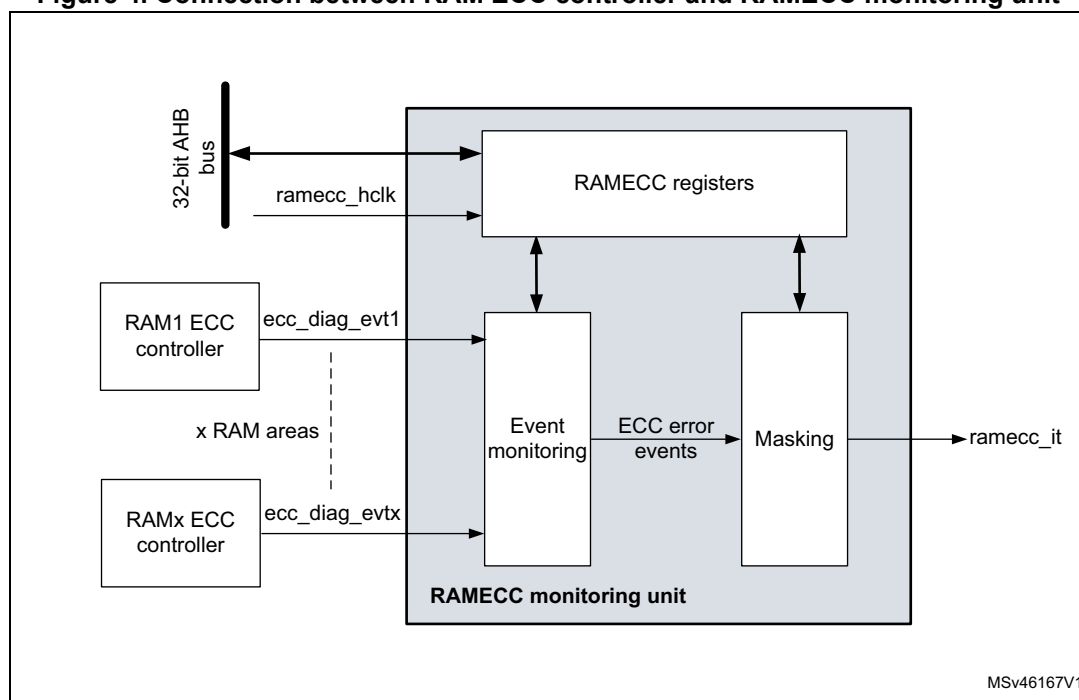 Figure 4. Connection between RAM ECC controller and RAMECC monitoring unit
32-bit AHB
bus
RAMECC registers
ramecc_hclk
RAM1 ECC
controller
ecc_diag_evt1
x RAM areas
Event
monitoring
ECC error
events
Masking
ramecc_it
RAMx ECC
controller
ecc_diag_evtx
RAMECC monitoring unit
MSv46167V1